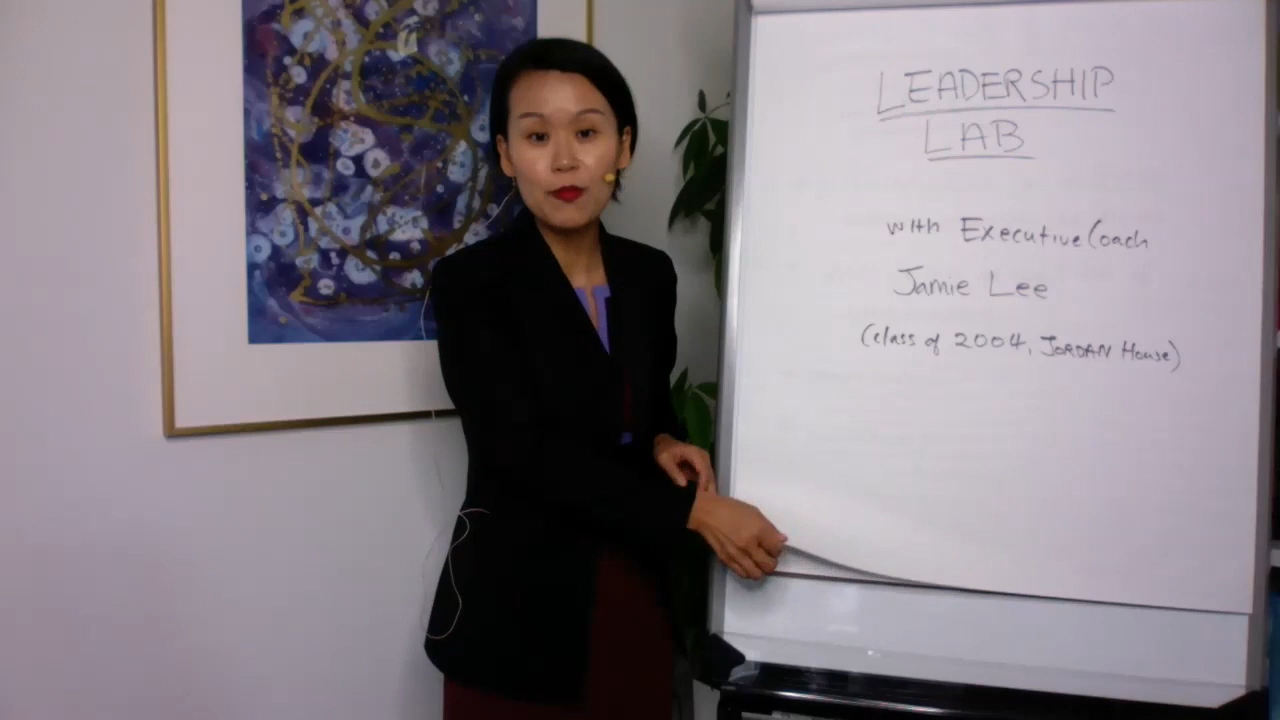 LEADERSHIP
LAB
with Executive Coach
Jamie Lee
(class of 2004, JORDAN House)